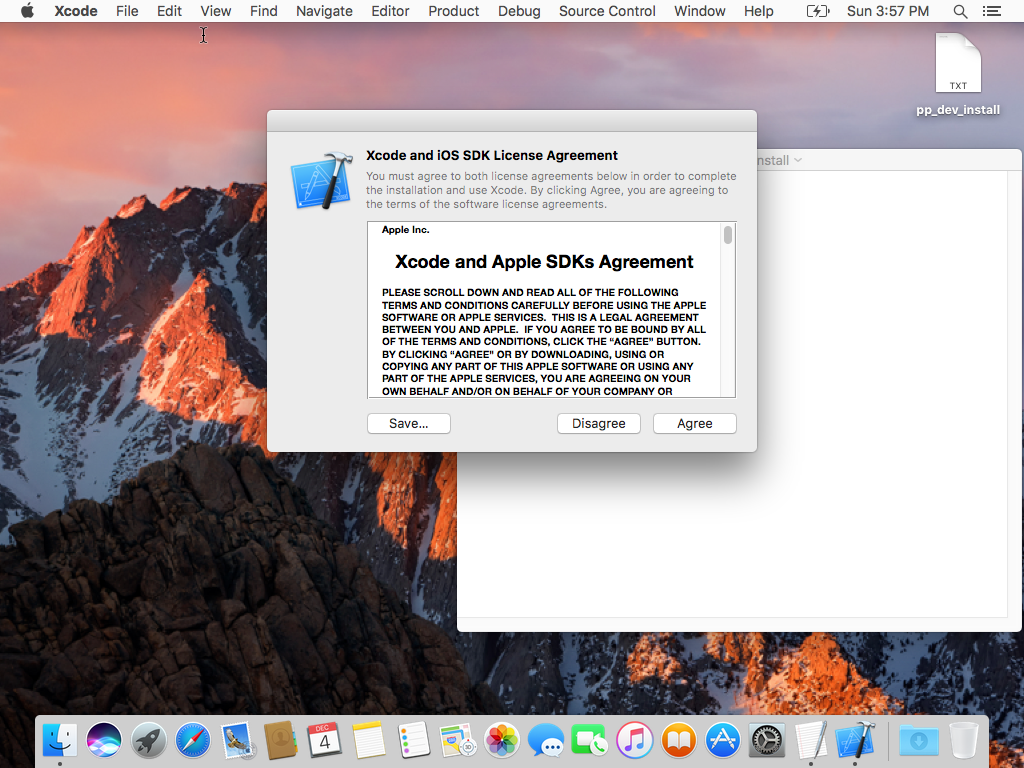 Xcode File Edit View Find Navigate Editor Product Debug Source Control Window Help Sun 3:57 PM
TXT
pp_dev_install
nstall
Xcode and iOS SDK License Agreement
You must agree to both license agreements below in order to complete
the installation and use Xcode. By clicking Agree, you are agreeing to
the terms of the software license agreements.
Apple Inc.
Xcode and Apple SDKs Agreement
PLEASE SCROLL DOWN AND READ ALL OF THE FOLLOWING
TERMS AND CONDITIONS CAREFULLY BEFORE USING THE APPLE
SOFTWARE OR APPLE SERVICES. THIS IS A LEGAL AGREEMENT
BETWEEN YOU AND APPLE. IF YOU AGREE TO BE BOUND BY ALL
OF THE TERMS AND CONDITIONS, CLICK THE “AGREE” BUTTON.
BY CLICKING “AGREE” OR BY DOWNLOADING, USING OR
COPYING ANY PART OF THIS APPLE SOFTWARE OR USING ANY
PART OF THE APPLE SERVICES, YOU ARE AGREEING ON YOUR
OWN BEHALF AND/OR ON BEHALF OF YOUR COMPANY OR
Save... Disagree Agree
DEC
4